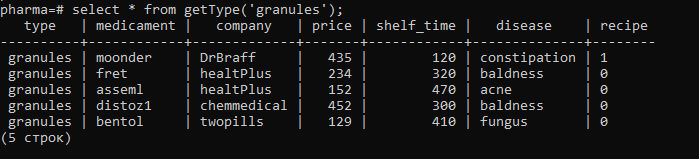 pharma=# select * from getType('granules');
   type   | medicament |   company   | price | shelf_time |   disease    | recipe
----------+------------+-------------+-------+------------+--------------+--------
 granules | moonder    | DrBraff     |   435 |        120 | constipation | 1
 granules | fret       | healtPlus   |   234 |        320 | baldness     | 0
 granules | asseml     | healtPlus   |   152 |        470 | acne         | 0
 granules | distoz1    | chemmedical |   452 |        300 | baldness     | 0
 granules | bentol     | twopills    |   129 |        410 | fungus       | 0
(5 строк)